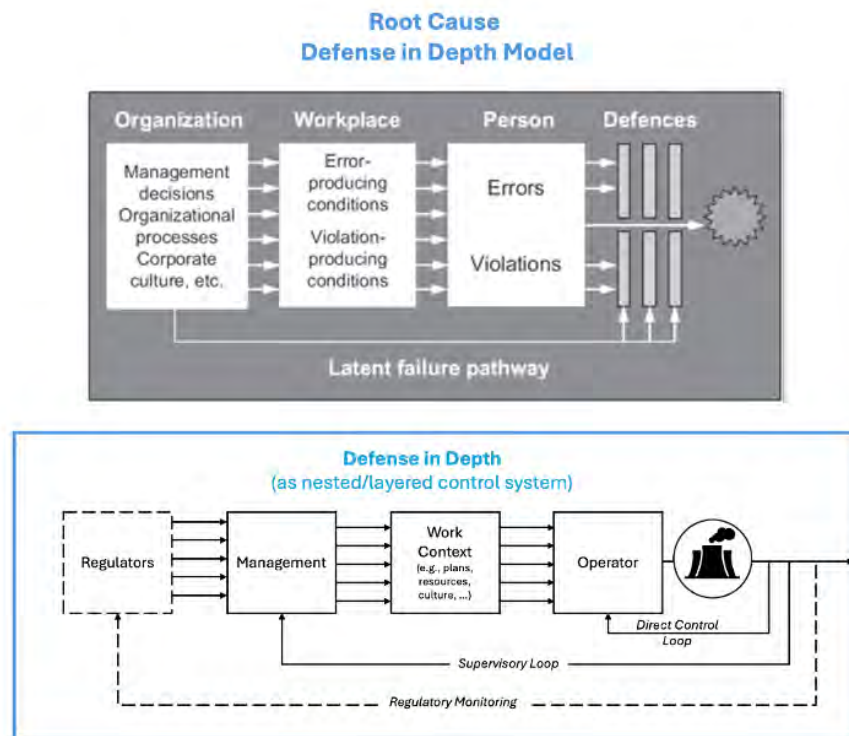 Root Cause
Defense in Depth Model
Organization
Workplace
Person
Defences
Management
decisions
Organizational
processes
Corporate
culture, etc.
Error-
producing
conditions
Violation-
producing
conditions
Errors
Violations
Latent failure pathway
Defense in Depth
(as nested/layered control system)
Regulators
Management
Work
Context
(e.g., plans,
resources,
culture, ...)
Operator
Direct Control
Loop
Supervisory Loop
Regulatory Monitoring